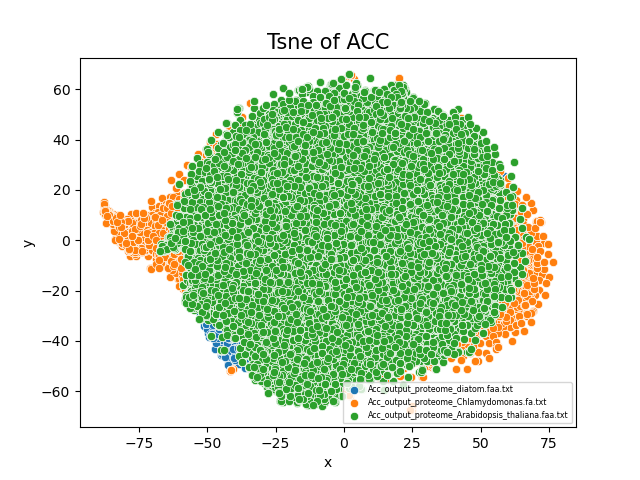 Tsne of ACC
60
40
20
0
−20
−40
−60
y
−75
−50
−25
0
25
50
75
x
Acc_output_proteome_diatom.faa.txt
Acc_output_proteome_Chlamydomonas.fa.txt
Acc_output_proteome_Arabidopsis_thaliana.faa.txt